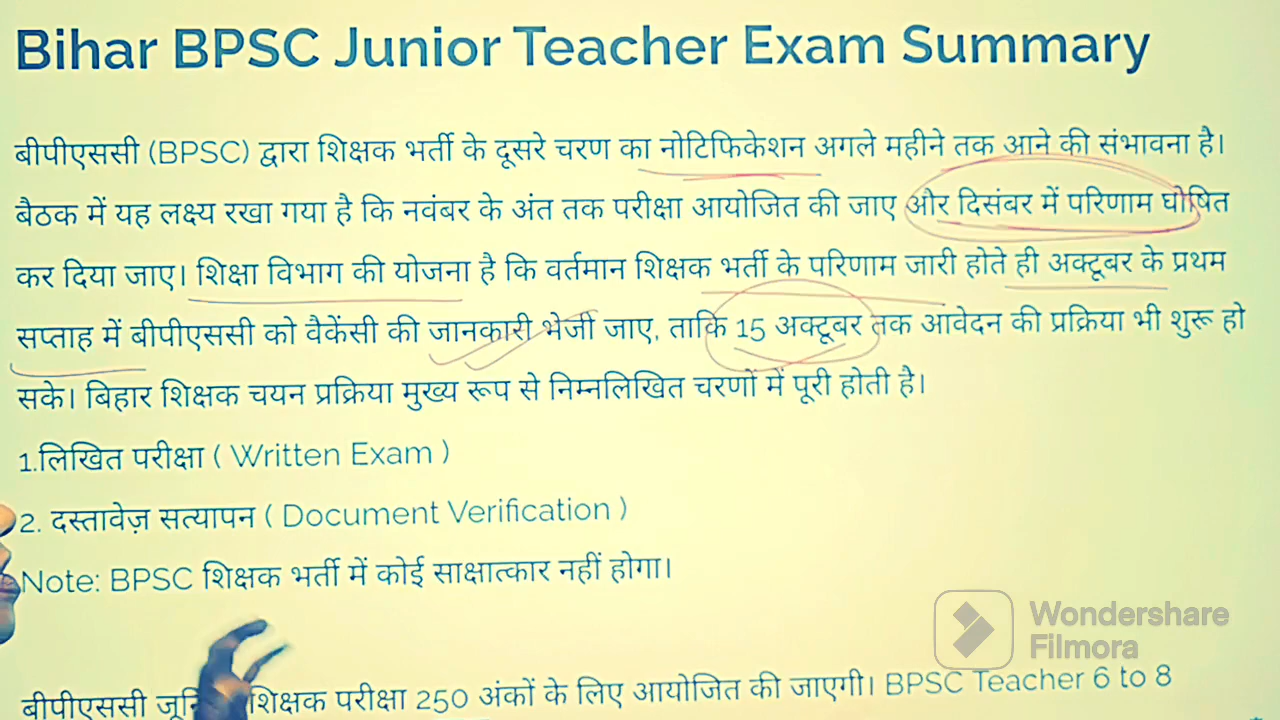 Bihar BPSC Junior Teacher Exam Summary
बीपीएससी (BPSC) द्वारा शिक्षक भर्ती के दूसरे चरण का नोटिफिकेशन अगले महीने तक आने की संभावना है।
बैठक में यह लक्ष्य रखा गया है कि नवंबर के अंत तक परीक्षा आयोजित की जाए और दिसंबर में परिणाम घोषित
कर दिया जाए। शिक्षा विभाग की योजना है कि वर्तमान शिक्षक भर्ती के परिणाम जारी होते ही अक्टूबर के प्रथम
सप्ताह में बीपीएससी को वैकेंसी की जानकारी भेजी जाए, ताकि 15 अक्टूबर तक आवेदन की प्रक्रिया भी शुरू हो
सके। बिहार शिक्षक चयन प्रक्रिया मुख्य रूप से निम्नलिखित चरणों में पूरी होती है।
1.लिखित परीक्षा ( Written Exam )
2. दस्तावेज़ सत्यापन ( Document Verification )
Note: BPSC शिक्षक भर्ती में कोई साक्षात्कार नहीं होगा।
Wondershare
Filmora
बीपीएससी शिक्षक परीक्षा 250 अंकों के लिए आयोजित की जाएगी। BPSC Teacher 6 to 8